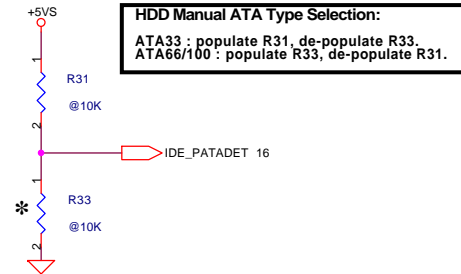 +5VS
HDD Manual ATA Type Selection:
ATA33 : populate R31, de-populate R33.
ATA66/100 : populate R33, de-populate R31.
1
R31
@10K
2
IDE_PATADET 16
1
*
R33
@10K
2